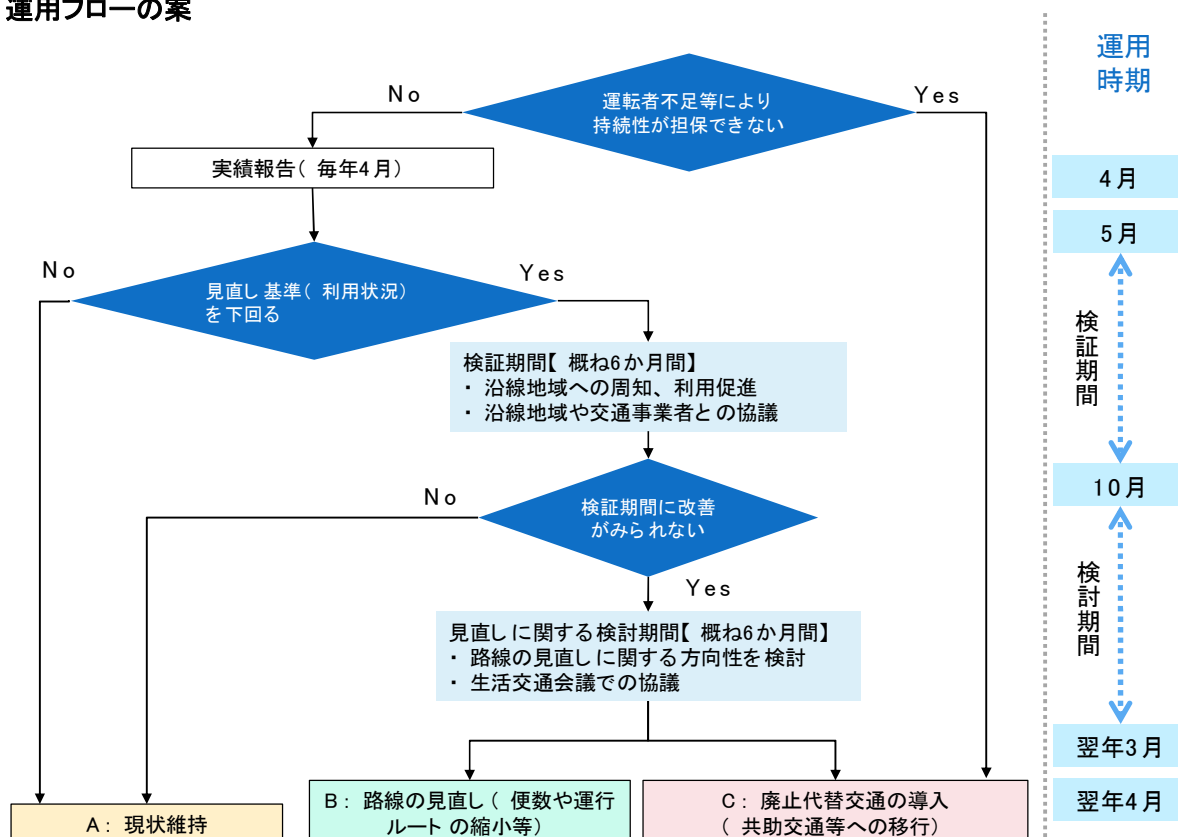 運用フローの案
運用
時期
No
運転者不足等により
持続性が担保できない
Yes
実績報告(毎年4月)
4月
5月
No
見直し基準(利用状況)
を下回る
Yes
検証期間【概ね6か月間】
・沿線地域への周知、利用促進
・沿線地域や交通事業者との協議
検証期間
No
検証期間に改善
がみられない
10月
Yes
見直しに関する検討期間【概ね6か月間】
・路線の見直しに関する方向性を検討
・生活交通会議での協議
検討期間
翌年3月
A:現状維持
B:路線の見直し(便数や運行
ルートの縮小等)
C:廃止代替交通の導入
(共助交通等への移行)
翌年4月